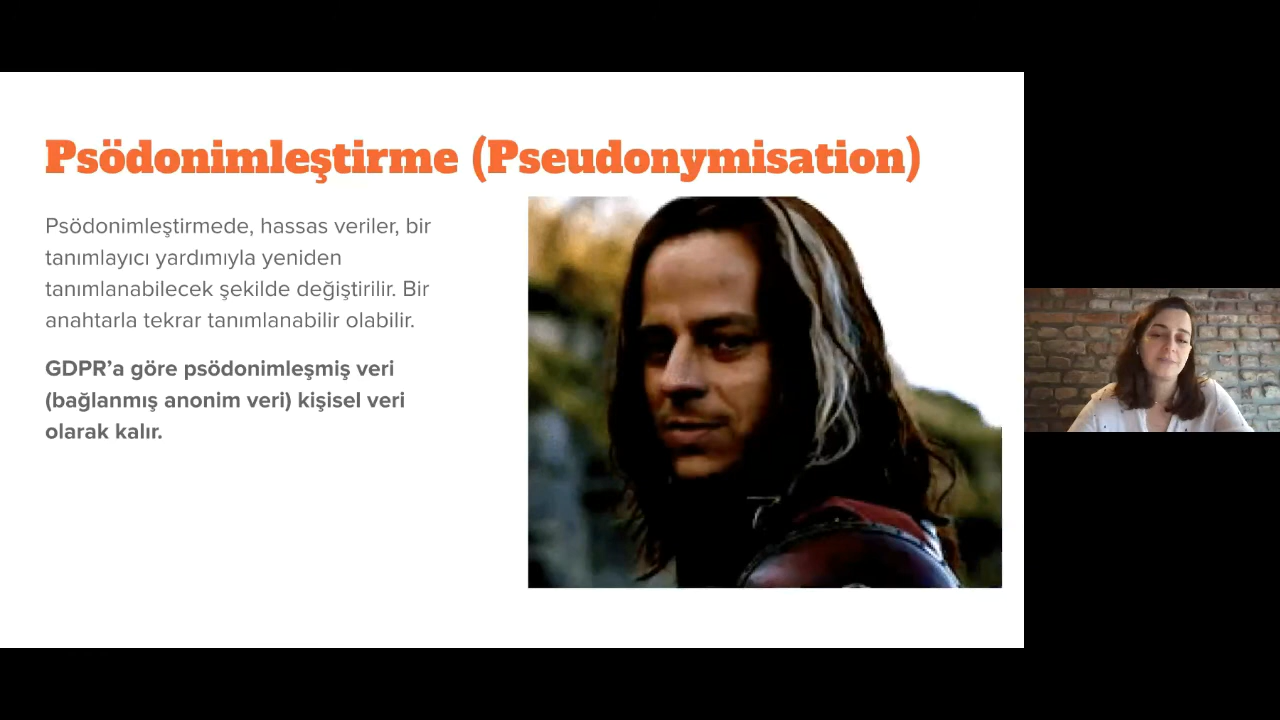 Psödonimleştirme (Pseudonymisation)
Psödonimleştirmede, hassas veriler, bir
tanımlayıcı yardımıyla yeniden
tanımlanabilecek şekilde değiştirilir. Bir
anahtarla tekrar tanımlanabilir olabilir.
GDPR’a göre psödonimleşmiş veri
(bağlanmış anonim veri) kişisel veri
olarak kalır.